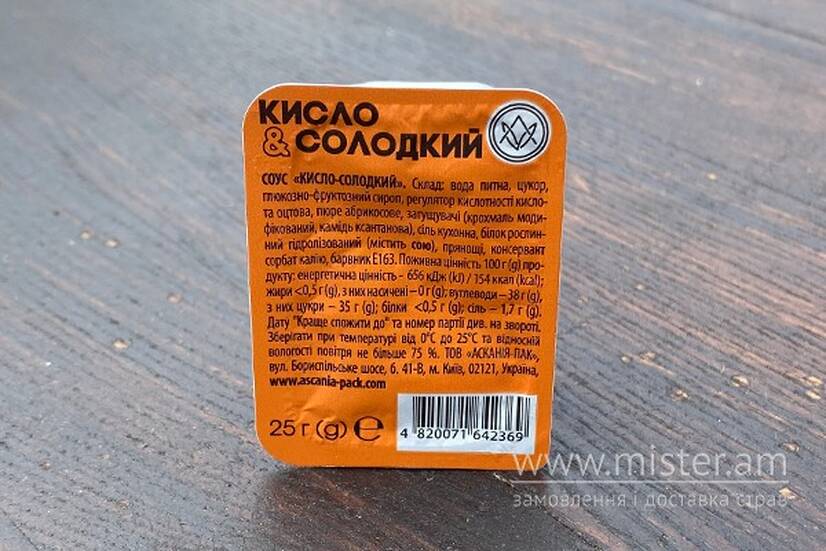 КИСЛО
& СОЛОДКИЙ
СОУС «КИСЛО-СОЛОДКИЙ». Склад: вода питна, цукор,
глюкозно-фруктозний сироп, регулятор кислотності кисло-
та оцтова, пюре абрикосове, загущувачі (крохмаль моди-
фікований, камідь ксантанова), сіль кухонна, білок рослин-
ний гідролізований (містить сою), прянощі, консервант
сорбат калію, барвник Е163. Поживна цінність 100 г (g) про-
дукту: енергетична цінність - 656 кДж (kJ) / 154 ккал (kcal);
жири <0,5 г (g), з них насичені – 0 г (g); вуглеводи – 38 г (g),
з них цукри – 35 г (g); білки <0,5 г (g); сіль – 1,7 г (g).
Дату "Краще спожити до" та номер партії див. на звороті.
Зберігати при температурі від 0°С до 25°С та відносній
вологості повітря не більше 75 %. ТОВ «АСКАНІЯ-ПАК»,
вул. Бориспільське шосе, б. 41-В, м. Київ, 02121, Україна,
www.ascania-pack.com
25 г (g) ℮
4 820071 642369
www.mister.am
замовлення і доставка страв